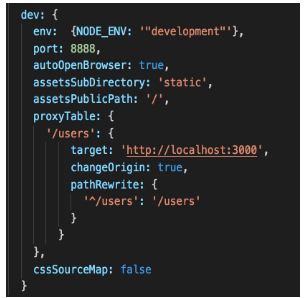 dev: {
env: {NODE_ENV: '"development"'},
port: 8888,
autoOpenBrowser: true,
assetsSubDirectory: 'static',
assetsPublicPath: '/',
proxyTable: {
'/users': {
target: 'http://localhost:3000',
changeOrigin: true,
pathRewrite: {
'^/users': '/users'
}
}
},
cssSourceMap: false
}